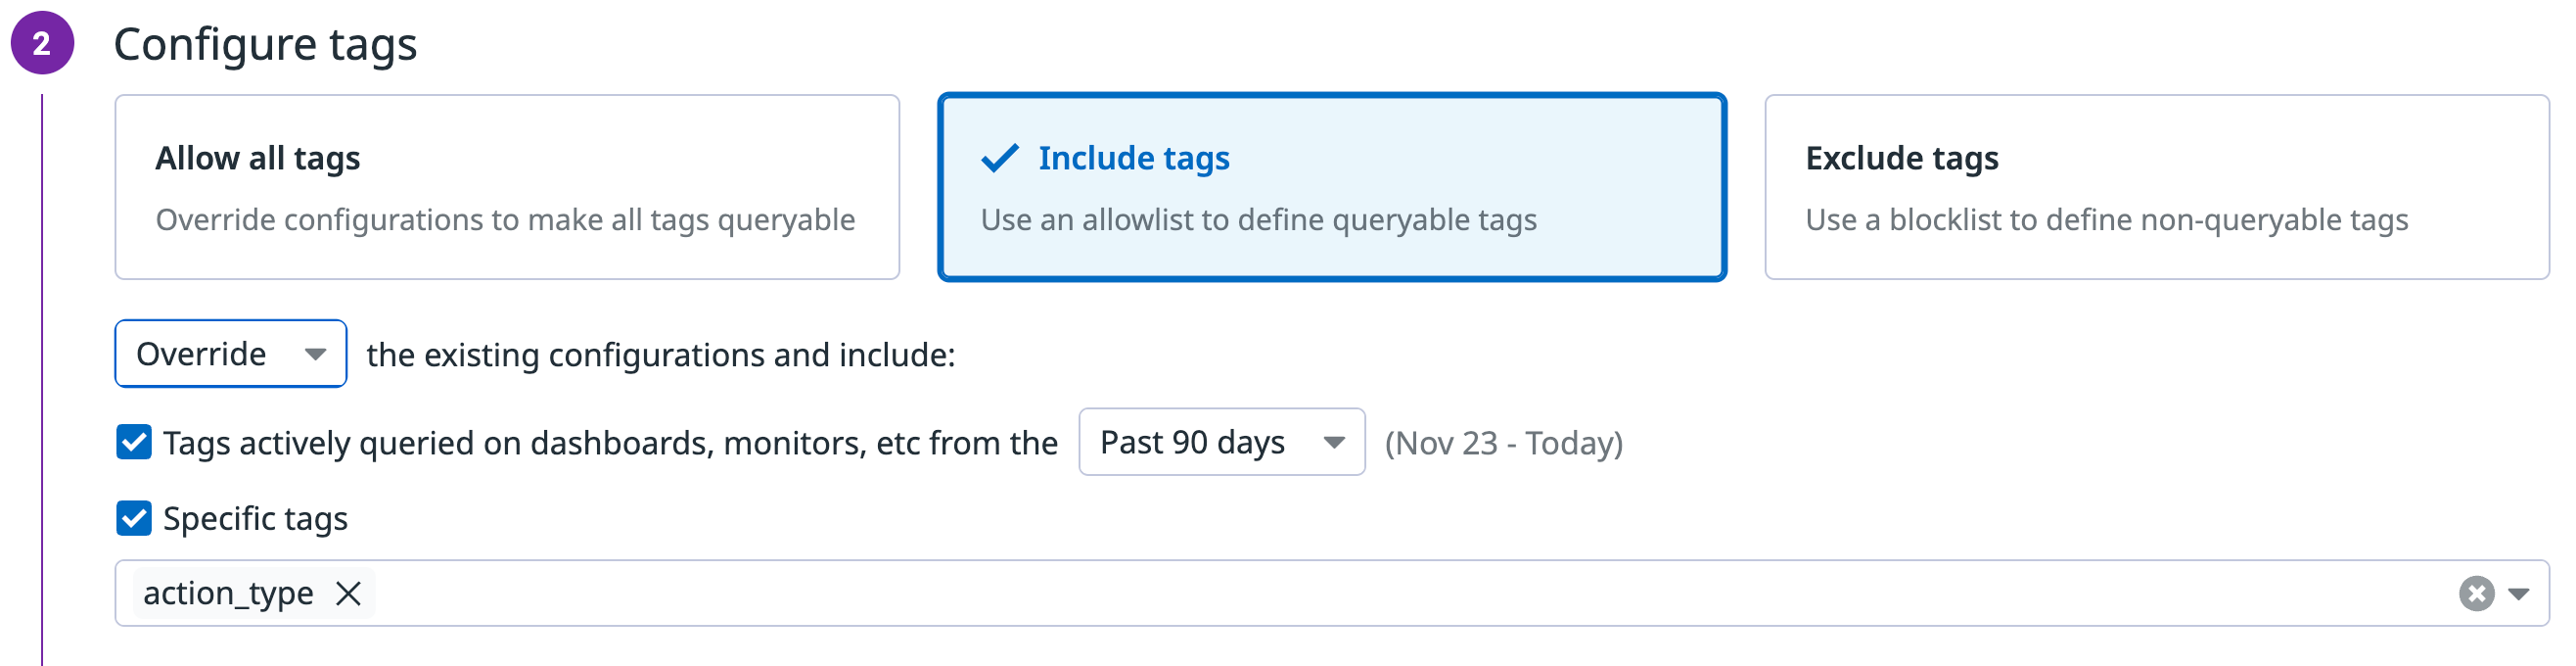 2
Configure tags
Allow all tags
Override configurations to make all tags queryable
Include tags
Use an allowlist to define queryable tags
Exclude tags
Use a blocklist to define non-queryable tags
Override the existing configurations and include:
Tags actively queried on dashboards, monitors, etc from the Past 90 days (Nov 23 - Today)
Specific tags
action_type